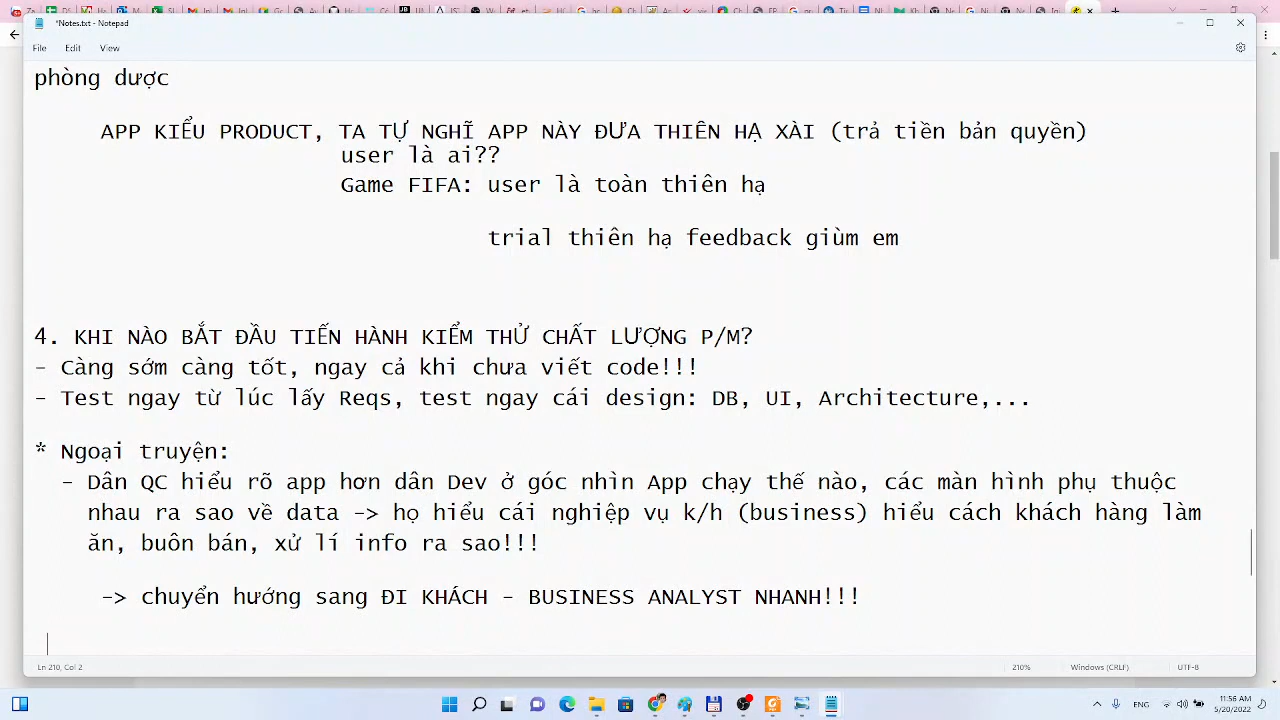 *Notes.txt - Notepad
File Edit View
phòng dược
APP KIỂU PRODUCT, TA TỰ NGHĨ APP NÀY ĐƯA THIÊN HẠ XÀI (trả tiền bản quyền)
user là ai??
Game FIFA: user là toàn thiên hạ
trial thiên hạ feedback giùm em
4. KHI NÀO BẮT ĐẦU TIẾN HÀNH KIỂM THỬ CHẤT LƯỢNG P/M?
- Càng sớm càng tốt, ngay cả khi chưa viết code!!!
- Test ngay từ lúc lấy Reqs, test ngay cái design: DB, UI, Architecture,...
* Ngoại truyện:
- Dân QC hiểu rõ app hơn dân Dev ở góc nhìn App chạy thế nào, các màn hình phụ thuộc
nhau ra sao về data -> họ hiểu cái nghiệp vụ k/h (business) hiểu cách khách hàng làm
ăn, buôn bán, xử lí info ra sao!!!
-> chuyển hướng sang ĐI KHÁCH - BUSINESS ANALYST NHANH!!!
Ln 210, Col 2 210% Windows (CRLF) UTF-8
ENG 11:56 AM
5/20/2022